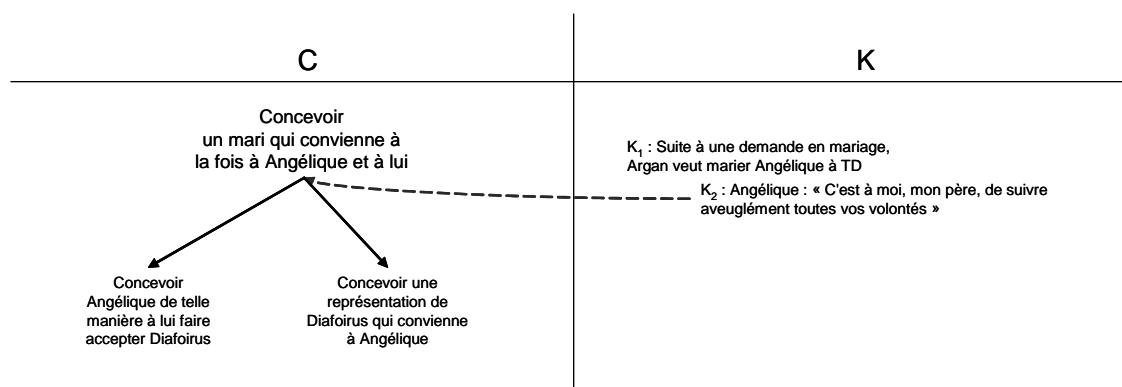 C
K
Concevoir
un mari qui convienne à
la fois à Angélique et à lui
K1 : Suite à une demande en mariage,
Argan veut marier Angélique à TD
K2 : Angélique : « C'est à moi, mon père, de suivre
aveuglément toutes vos volontés »
Concevoir
Angélique de telle
manière à lui faire
accepter Diafoirus
Concevoir une
représentation de
Diafoirus qui convienne
à Angélique